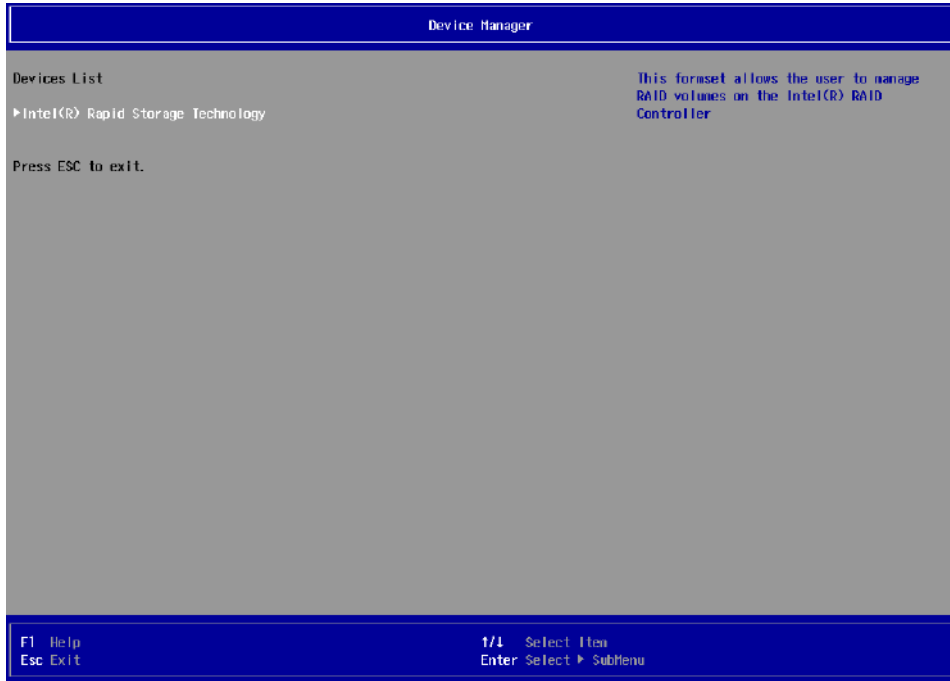 Device Manager
Devices List
▶Intel(R) Rapid Storage Technology
Press ESC to exit.
This formset allows the user to manage
RAID volumes on the Intel(R) RAID
Controller
F1 Help
Esc Exit
↑/↓ Select Item
Enter Select ▶ SubMenu